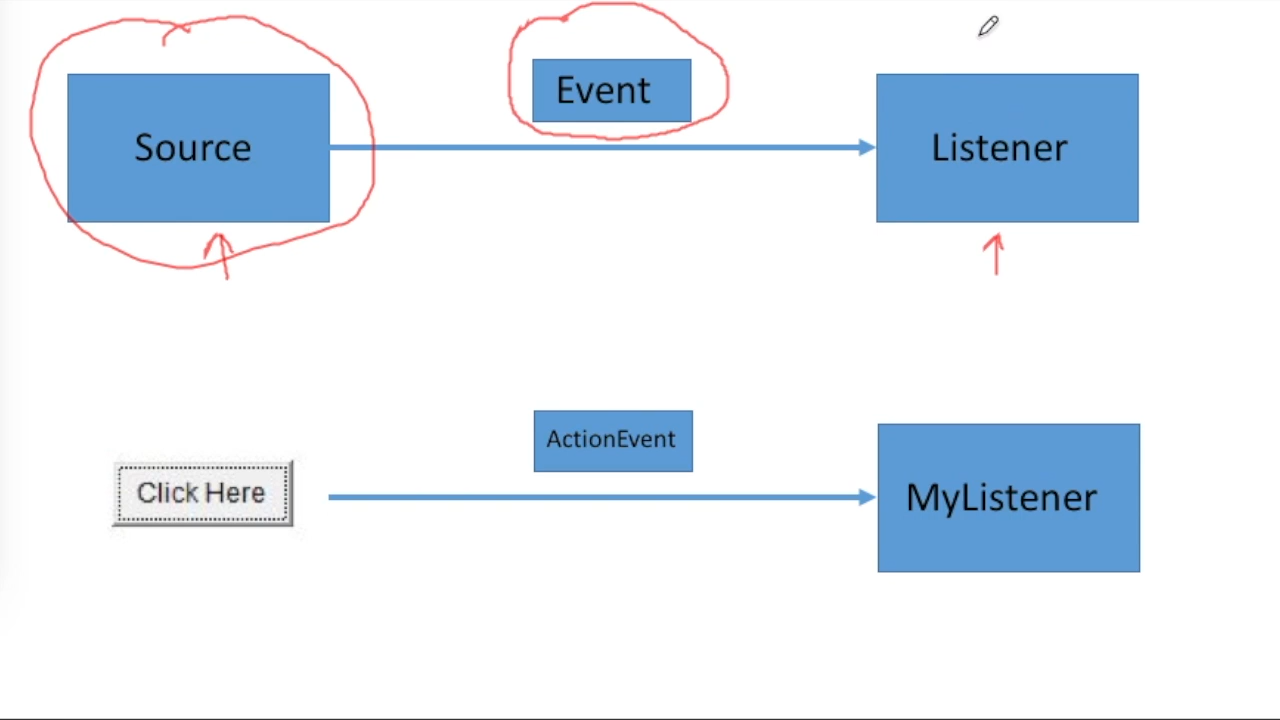 Event
Source
Listener
ActionEvent
Click Here
MyListener